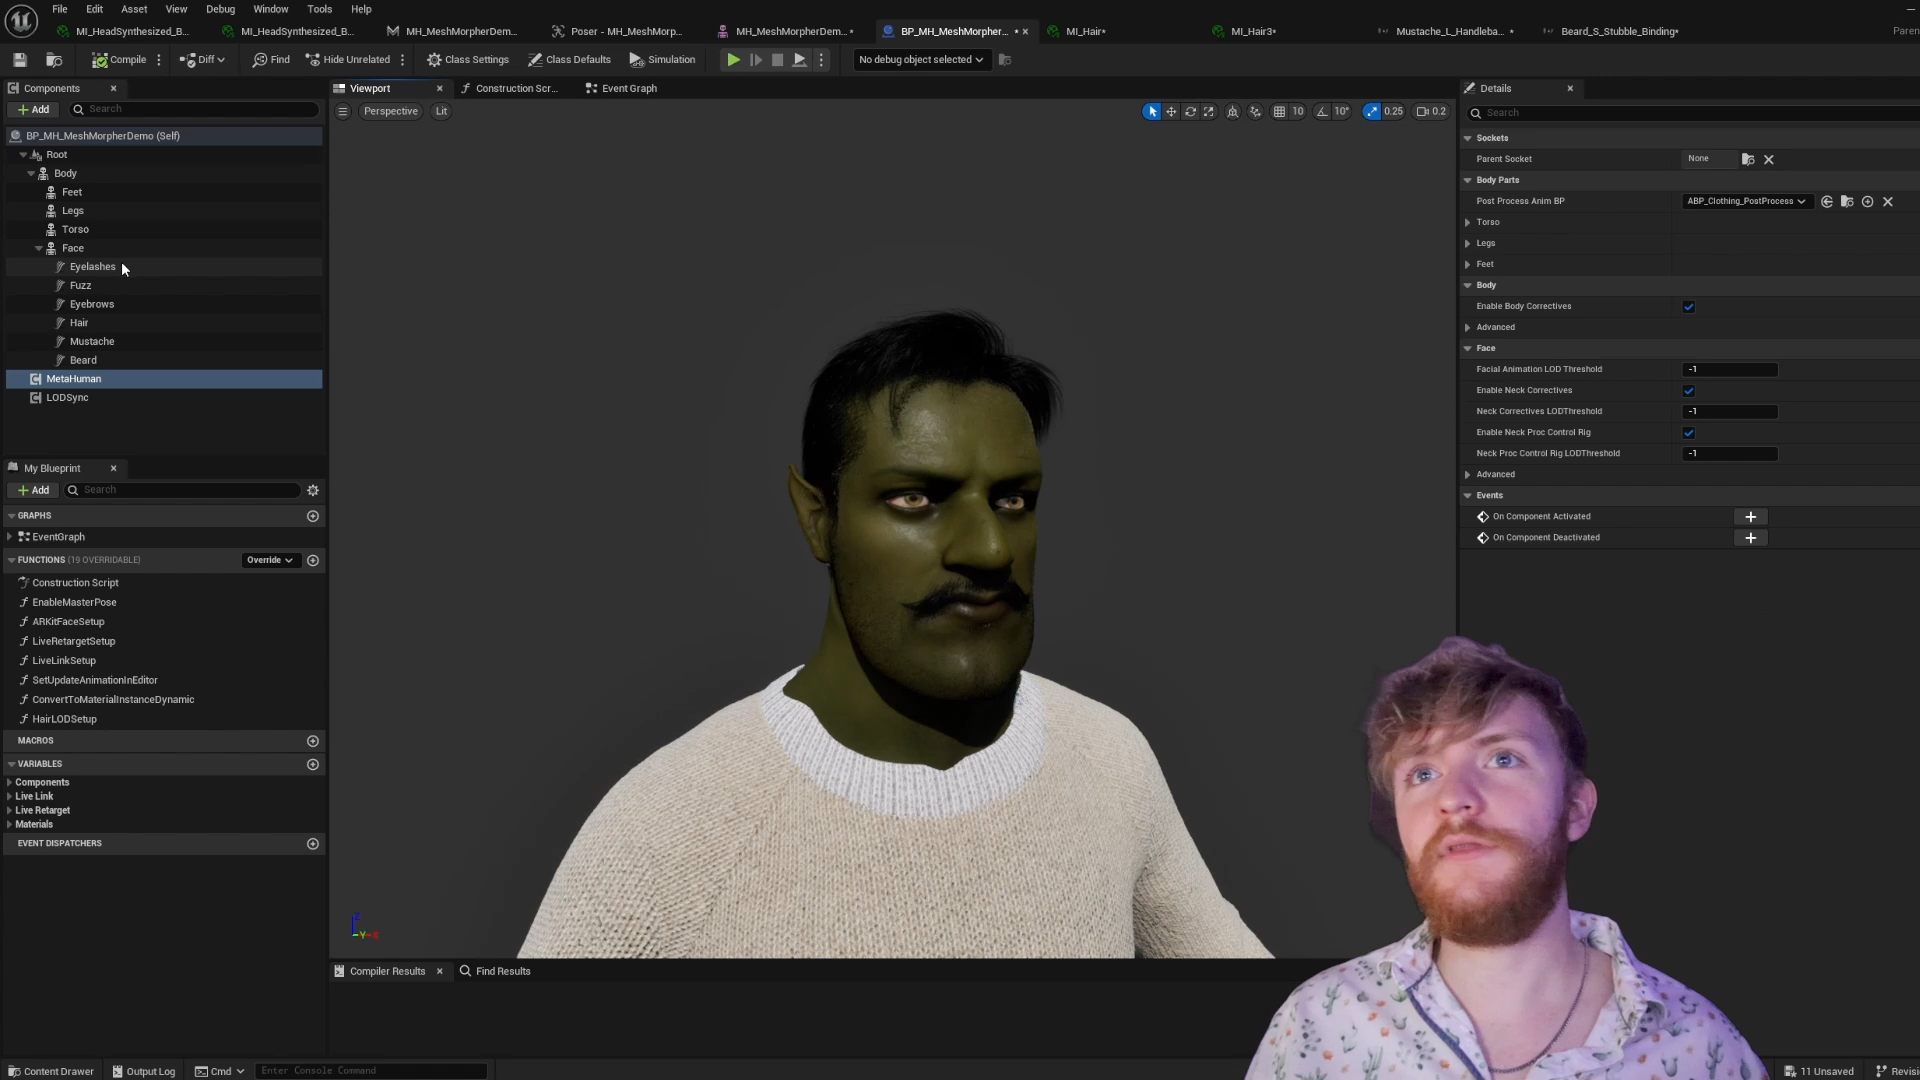 File Edit Asset View Debug Window Tools Help
MI_HeadSynthesized_B... MI_HeadSynthesized_B... MH_MeshMorpherDem... Poser - MH_MeshMorp... MH_MeshMorpherDem...* BP_MH_MeshMorpher... * MI_Hair* MI_Hair3* Mustache_L_Handleba... * Beard_S_Stubble_Binding* Paren
Compile Diff Find Hide Unrelated Class Settings Class Defaults Simulation No debug object selected
Components
Add Search
BP_MH_MeshMorpherDemo (Self)
Root
Body
Feet
Legs
Torso
Face
Eyelashes
Fuzz
Eyebrows
Hair
Mustache
Beard
MetaHuman
LODSync
My Blueprint
Add Search
GRAPHS
EventGraph
FUNCTIONS (19 OVERRIDABLE) Override
Construction Script
EnableMasterPose
ARKitFaceSetup
LiveRetargetSetup
LiveLinkSetup
SetUpdateAnimationInEditor
ConvertToMaterialInstanceDynamic
HairLODSetup
MACROS
VARIABLES
Components
Live Link
Live Retarget
Materials
EVENT DISPATCHERS
Viewport Construction Scr... Event Graph
Perspective Lit 10 10° 0.25 0.2
Z
Y
Compiler Results Find Results
Details
Search
Sockets
Parent Socket None
Body Parts
Post Process Anim BP ABP_Clothing_PostProcess
Torso
Legs
Feet
Body
Enable Body Correctives
Advanced
Face
Facial Animation LOD Threshold -1
Enable Neck Correctives
Neck Correctives LODThreshold -1
Enable Neck Proc Control Rig
Neck Proc Control Rig LODThreshold -1
Advanced
Events
On Component Activated
On Component Deactivated
Content Drawer Output Log Cmd Enter Console Command 11 Unsaved Revisi